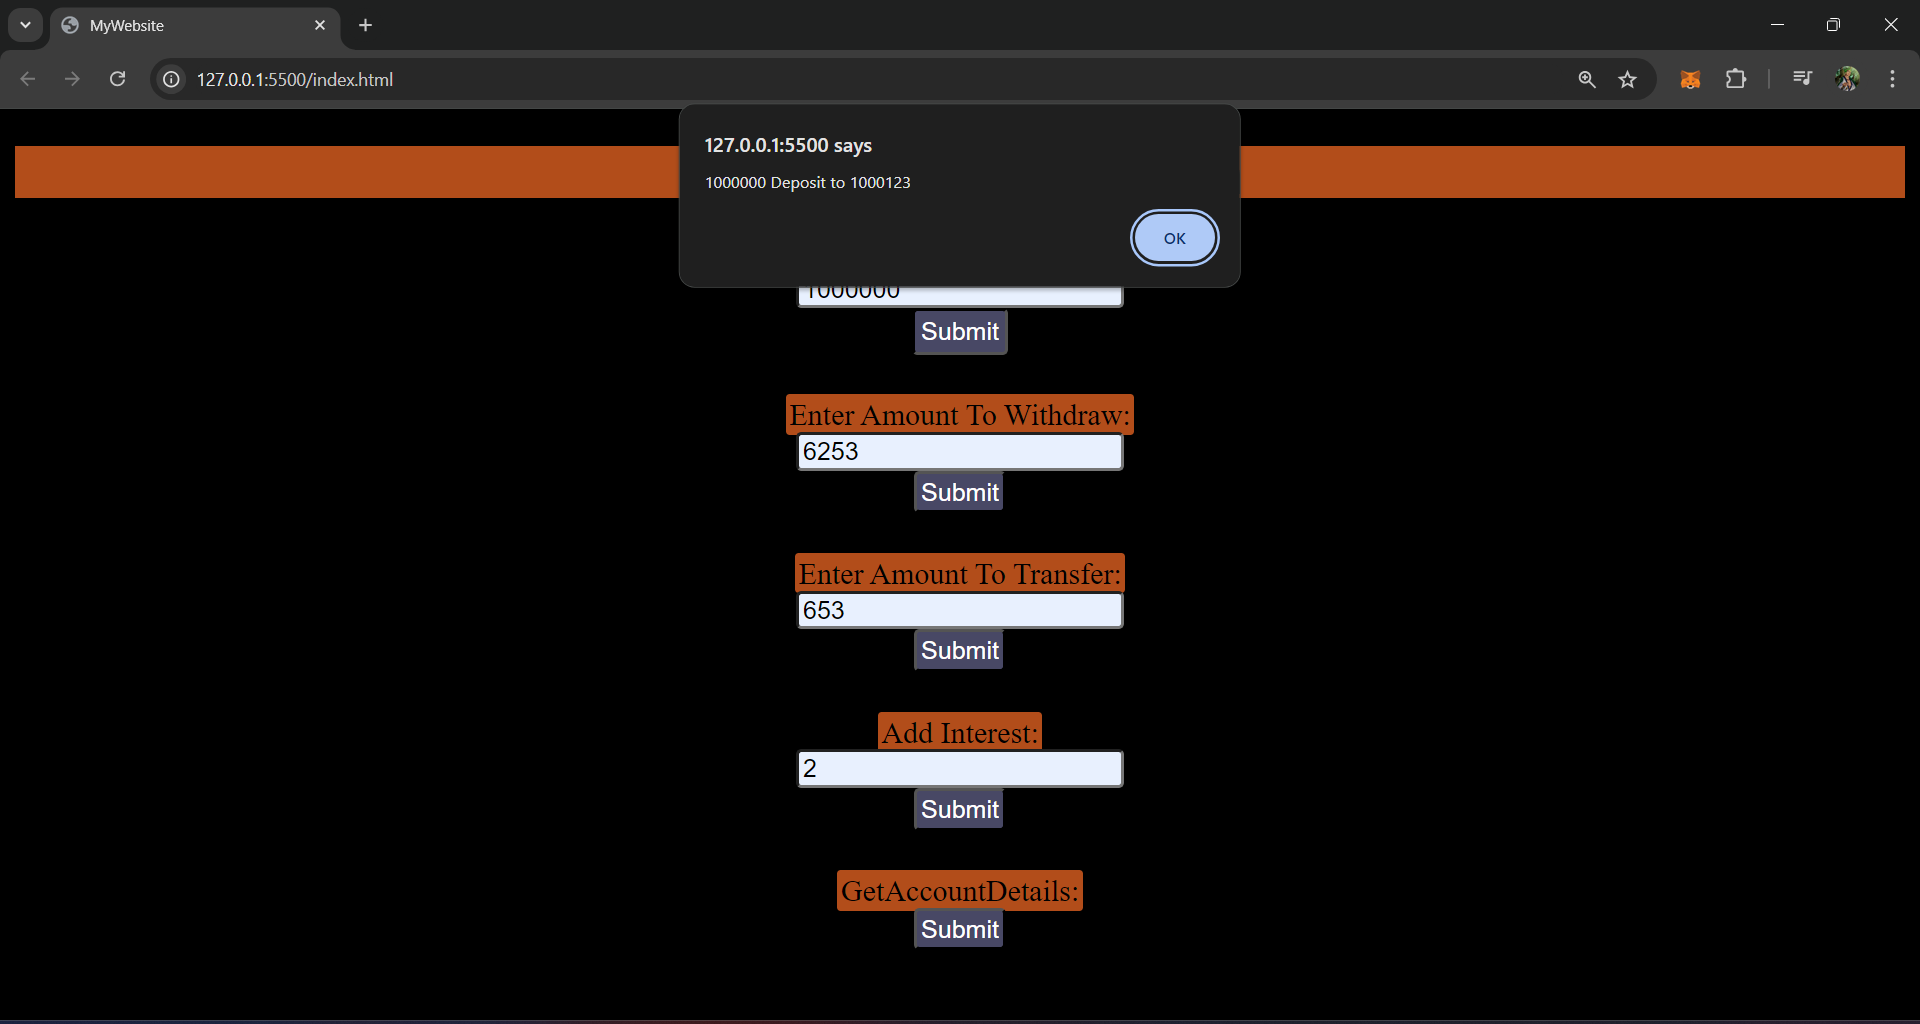 MyWebsite
127.0.0.1:5500/index.html
127.0.0.1:5500 says
1000000 Deposit to 1000123
OK
1000000
Submit
Enter Amount To Withdraw:
6253
Submit
Enter Amount To Transfer:
653
Submit
Add Interest:
2
Submit
GetAccountDetails:
Submit